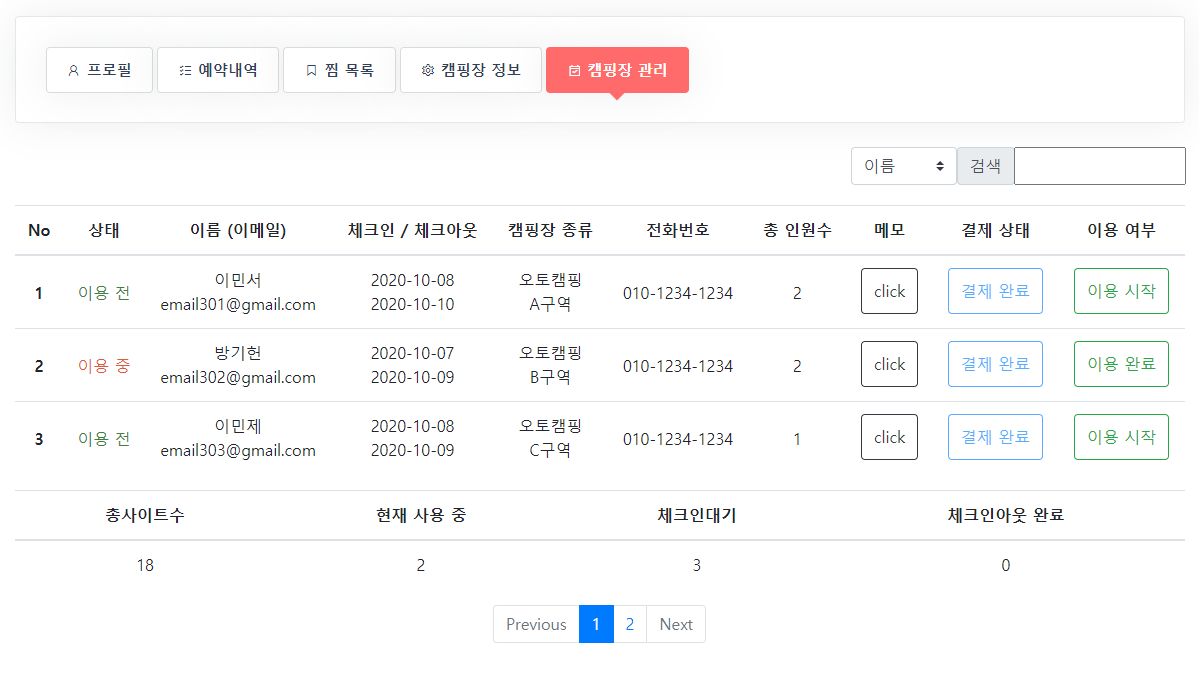 프로필 예약내역 찜 목록 캠핑장 정보 캠핑장 관리
이름 검색
No 상태 이름 (이메일) 체크인 / 체크아웃 캠핑장 종류 전화번호 총 인원수 메모 결제 상태 이용 여부
1 이용 전 이민서 email301@gmail.com 2020-10-08 2020-10-10 오토캠핑 A구역 010-1234-1234 2 click 결제 완료 이용 시작
2 이용 중 방기헌 email302@gmail.com 2020-10-07 2020-10-09 오토캠핑 B구역 010-1234-1234 2 click 결제 완료 이용 완료
3 이용 전 이민제 email303@gmail.com 2020-10-08 2020-10-09 오토캠핑 C구역 010-1234-1234 1 click 결제 완료 이용 시작
총사이트수 현재 사용 중 체크인대기 체크인아웃 완료
18 2 3 0
Previous 1 2 Next